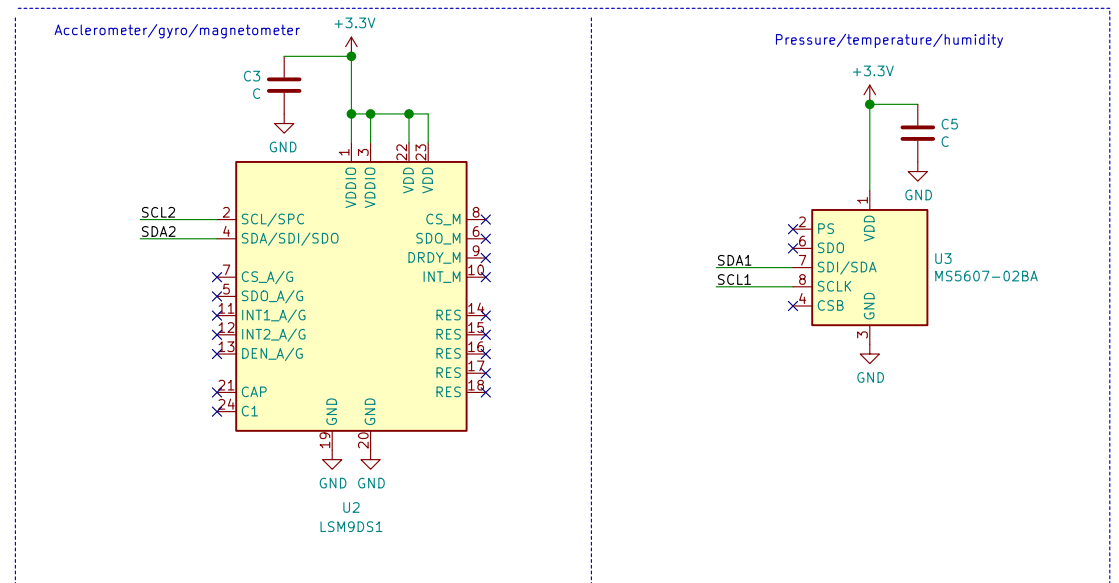 Acclerometer/gyro/magnetometer
+3.3V
C3
C
GND
1
3
22
23
VDDIO
VDDIO
VDD
VDD
SCL2
2
SCL/SPC
SDA2
4
SDA/SDI/SDO
7
CS_A/G
5
SDO_A/G
11
INT1_A/G
12
INT2_A/G
13
DEN_A/G
21
CAP
24
C1
CS_M
8
SDO_M
6
DRDY_M
9
INT_M
10
RES
14
RES
15
RES
16
RES
17
RES
18
GND
GND
19
20
GND
GND
U2
LSM9DS1
Pressure/temperature/humidity
+3.3V
C5
C
GND
1
VDD
2
PS
6
SDO
SDA1
7
SDI/SDA
SCL1
8
SCLK
4
CSB
GND
3
GND
U3
MS5607-02BA